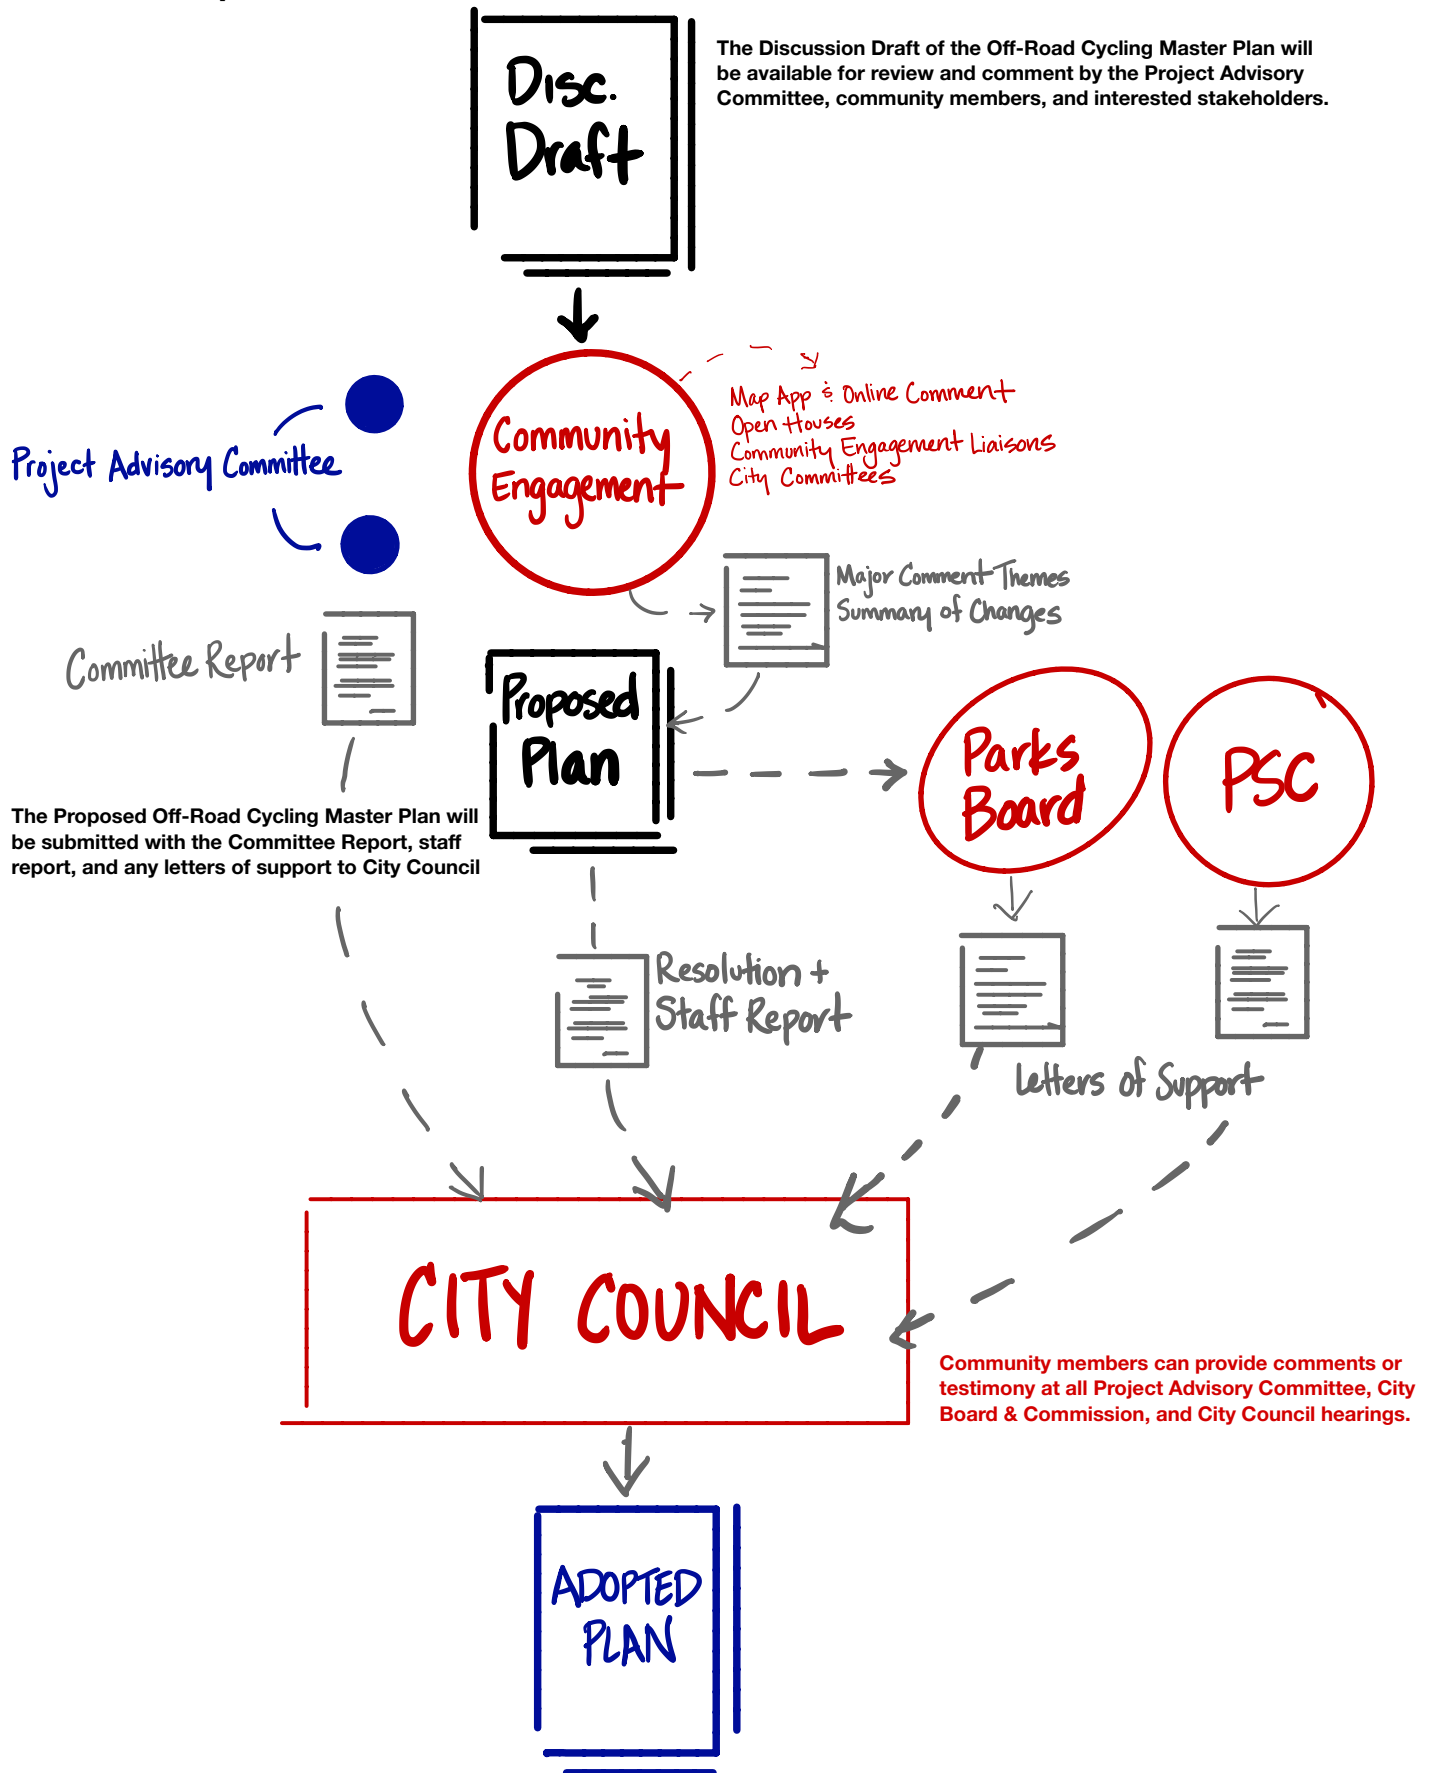 Disc.
Draft
The Discussion Draft of the Off-Road Cycling Master Plan will
be available for review and comment by the Project Advisory
Committee, community members, and interested stakeholders.
Project Advisory Committee
Community
Engagement
Map App & Online Comment
Open Houses
Community Engagement Liaisons
City Committees
Major Comment Themes
Summary of Changes
Committee Report
Proposed
Plan
Parks
Board
PSC
The Proposed Off-Road Cycling Master Plan will
be submitted with the Committee Report, staff
report, and any letters of support to City Council
Resolution +
Staff Report
Letters of Support
CITY COUNCIL
Community members can provide comments or
testimony at all Project Advisory Committee, City
Board & Commission, and City Council hearings.
ADOPTED
PLAN